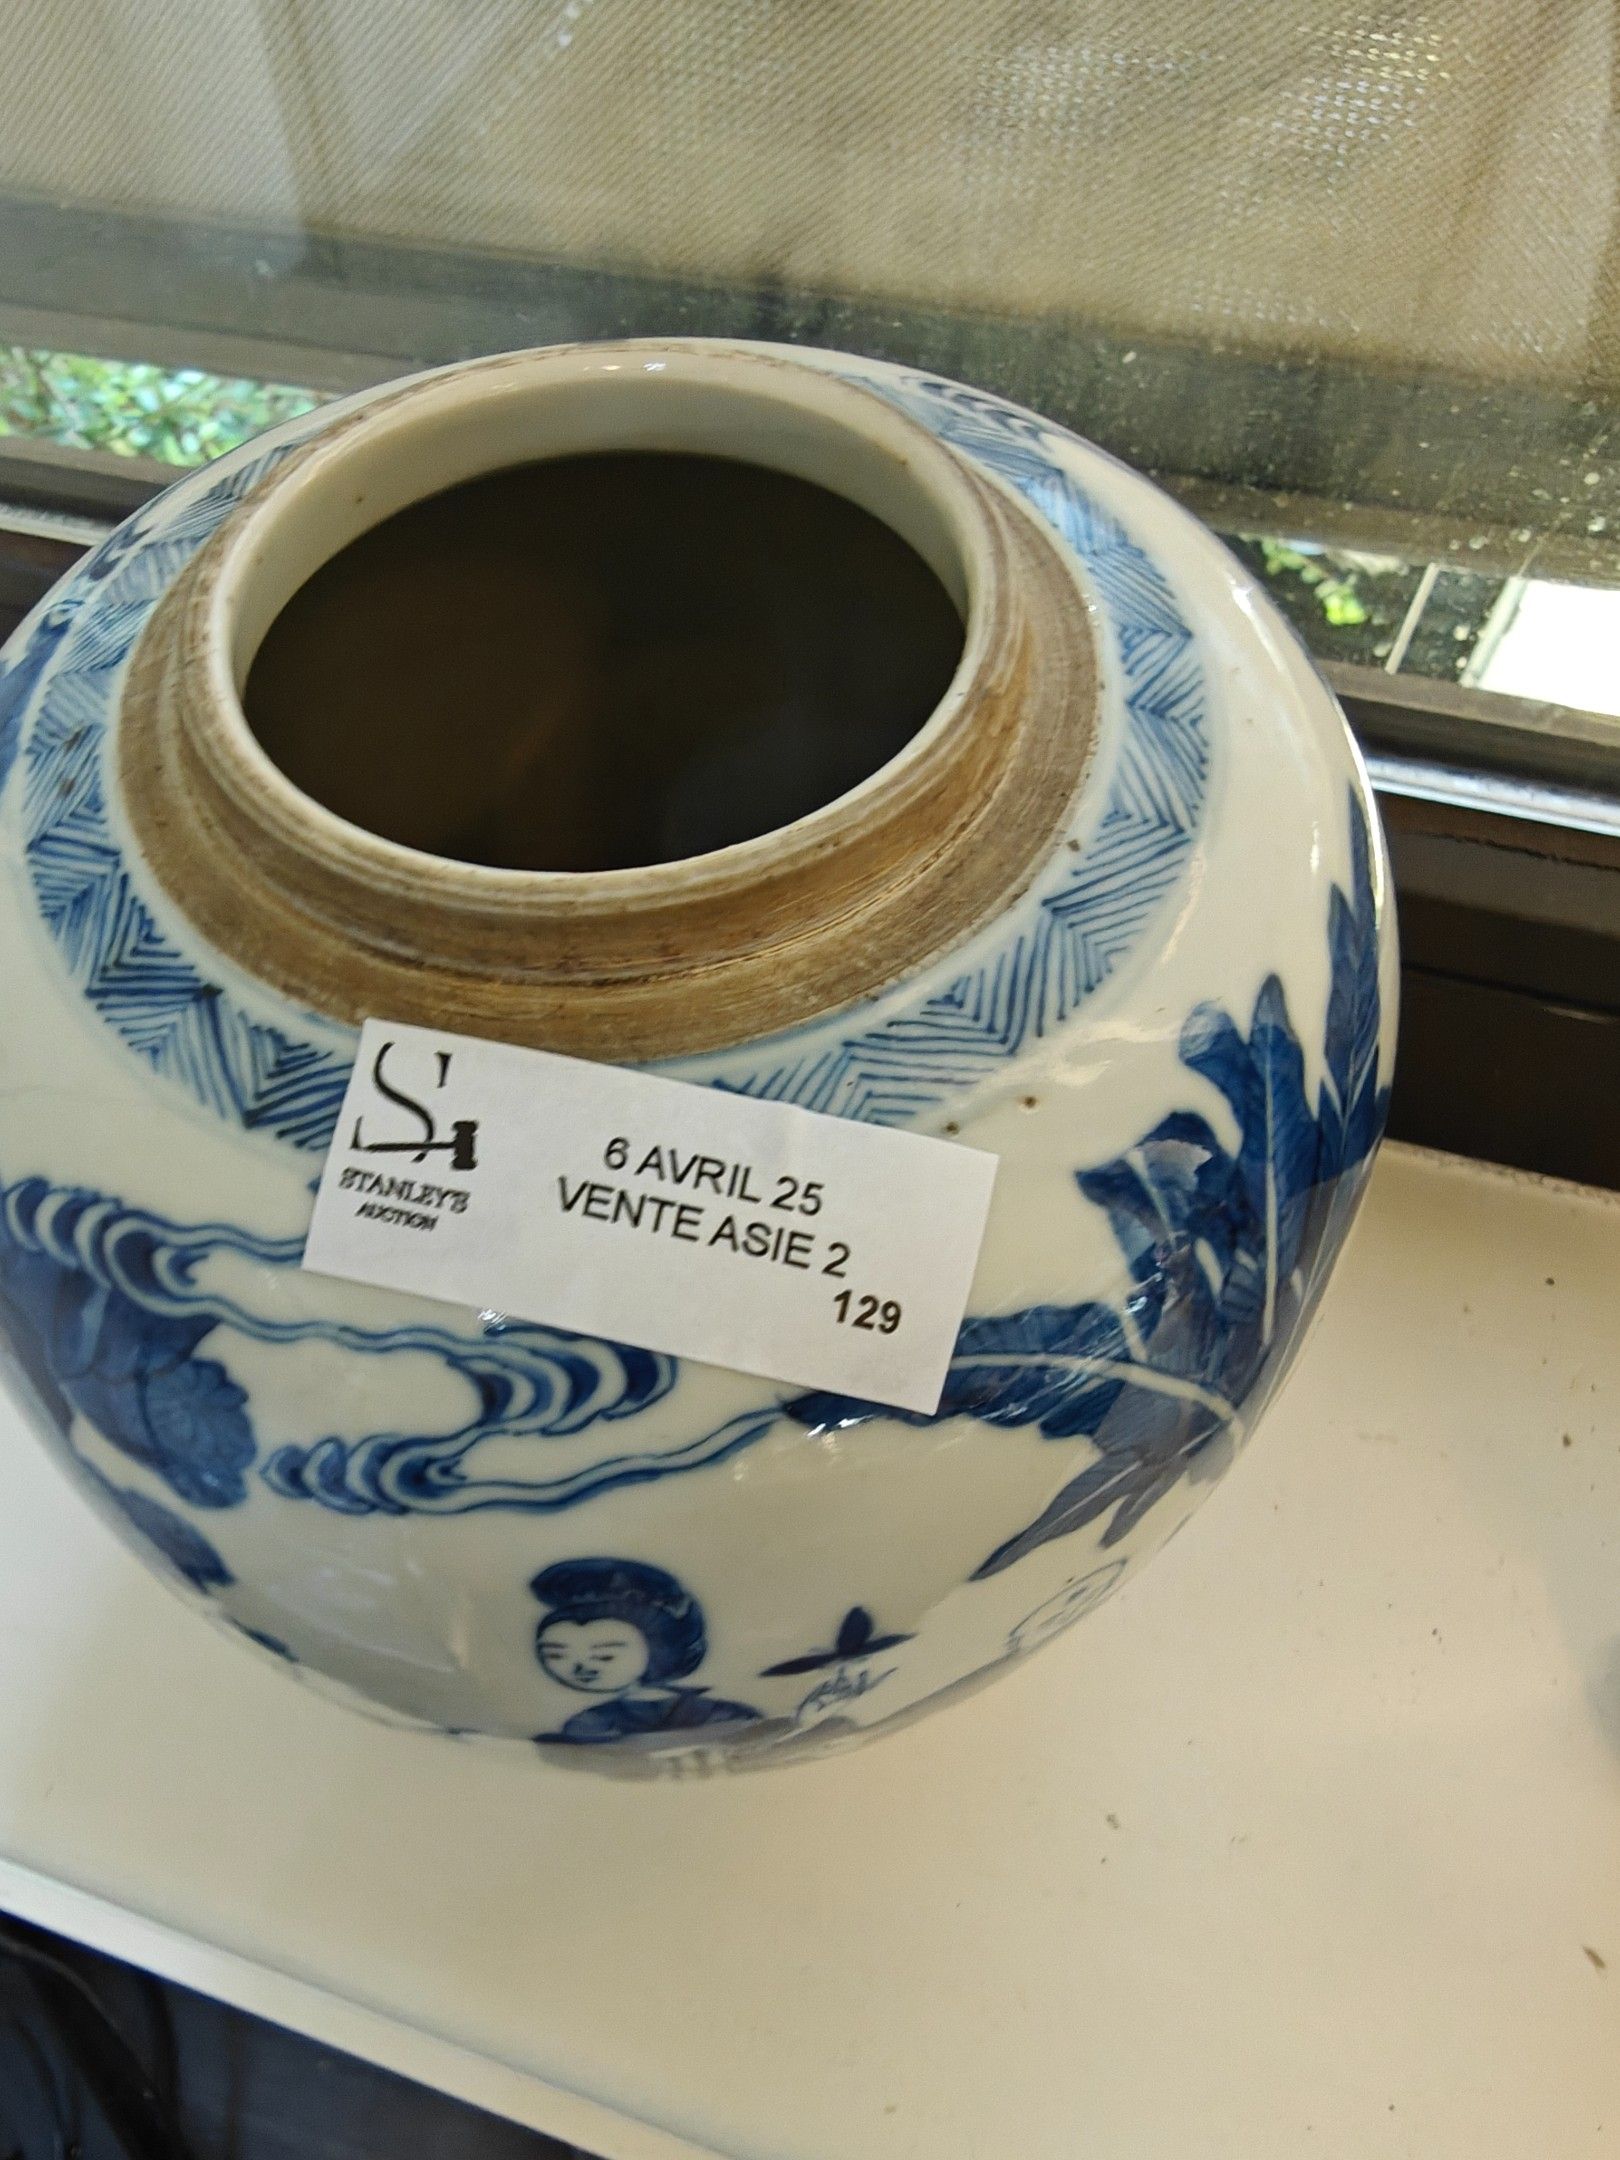 STANLEY'S
AUCTION
6 AVRIL 25
VENTE ASIE 2
129